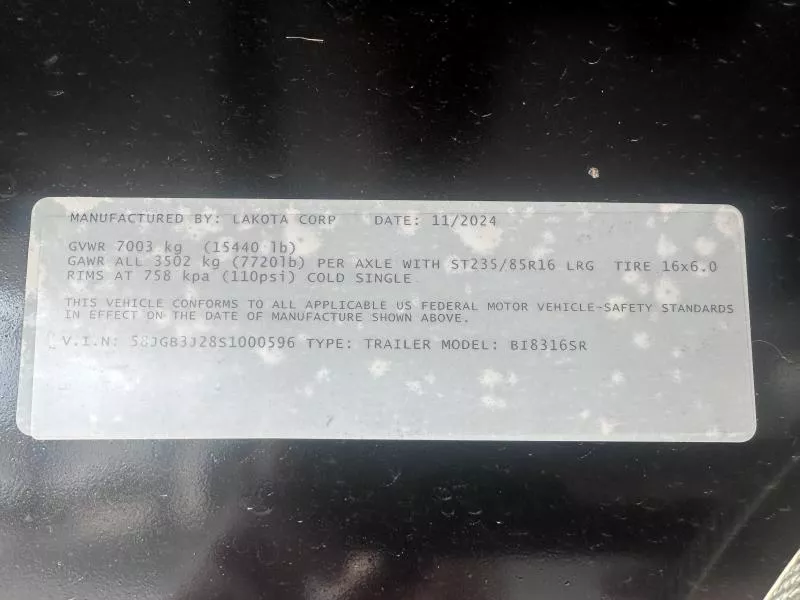 MANUFACTURED BY: LAKOTA CORP DATE: 11/2024
GVWR 7003 kg (15440 lb)
GAWR ALL 3502 kg (7720lb) PER AXLE WITH ST235/85R16 LRG TIRE 16x6.0
RIMS AT 758 kpa (110psi) COLD SINGLE
THIS VEHICLE CONFORMS TO ALL APPLICABLE US FEDERAL MOTOR VEHICLE-SAFETY STANDARDS
IN EFFECT ON THE DATE OF MANUFACTURE SHOWN ABOVE.
V.I.N: 58JGB3J28S1000596 TYPE: TRAILER MODEL: BI8316SR